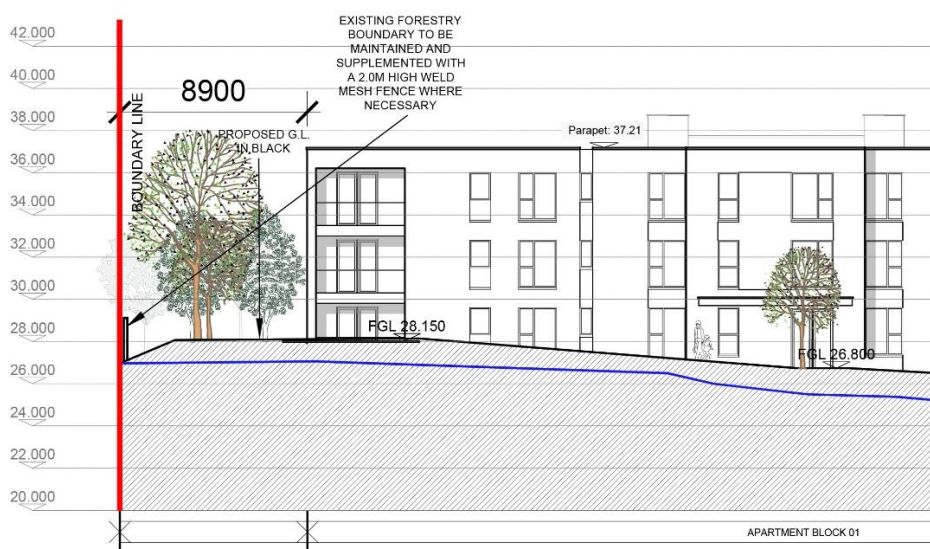 EXISTING FORESTRY
BOUNDARY TO BE
MAINTAINED AND
SUPPLEMENTED WITH
A 2.0M HIGH WELD
MESH FENCE WHERE
NECESSARY
42.000
40.000
38.000
36.000
34.000
32.000
30.000
28.000
26.000
24.000
22.000
20.000
8900
BOUNDARY LINE
PROPOSED G.L.
IN BLACK
Parapet: 37.21
FGL 28.150
FGL 26.800
APARTMENT BLOCK 01